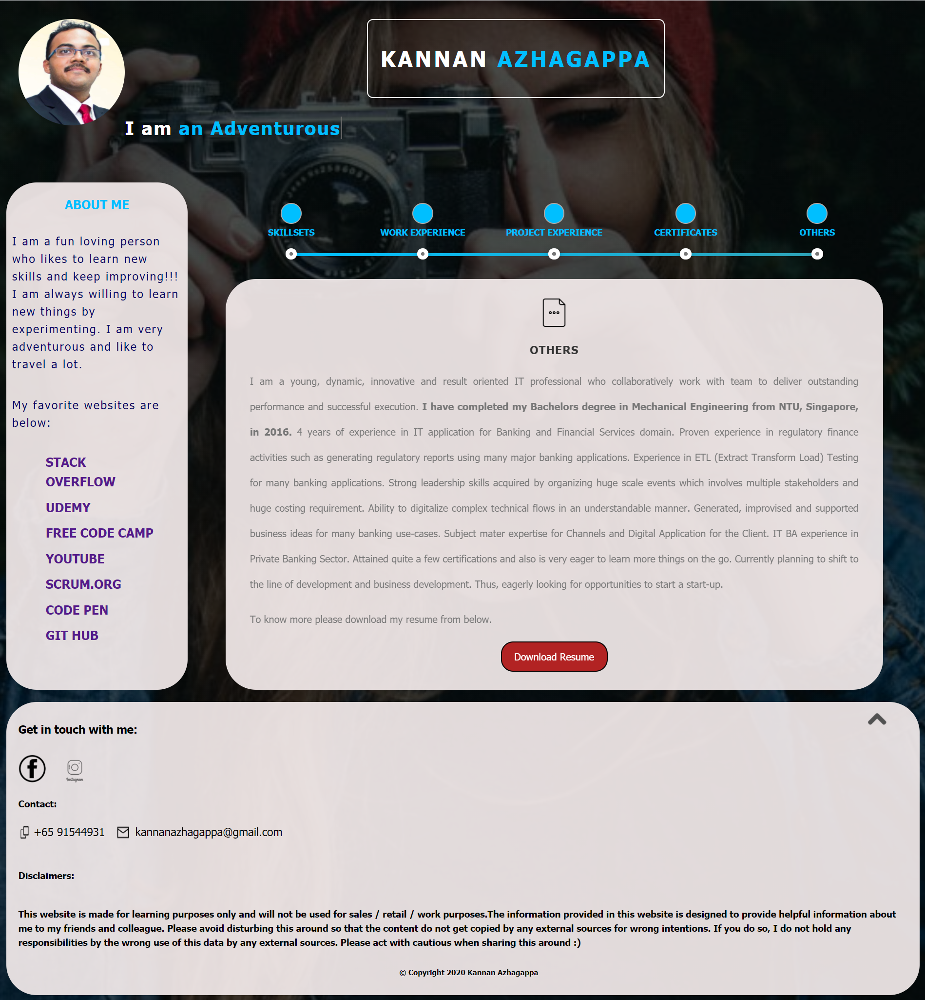 KANNAN AZHAGAPPA
I am an Adventurous
ABOUT ME
I am a fun loving person
who likes to learn new
skills and keep improving!!!
I am always willing to learn
new things by
experimenting. I am very
adventurous and like to
travel a lot.
My favorite websites are
below:
STACK
OVERFLOW
UDEMY
FREE CODE CAMP
YOUTUBE
SCRUM.ORG
CODE PEN
GIT HUB
SKILLSETS
WORK EXPERIENCE
PROJECT EXPERIENCE
CERTIFICATES
OTHERS
OTHERS
I am a young, dynamic, innovative and result oriented IT professional who collaboratively work with team to deliver outstanding
performance and successful execution. I have completed my Bachelors degree in Mechanical Engineering from NTU, Singapore,
in 2016. 4 years of experience in IT application for Banking and Financial Services domain. Proven experience in regulatory finance
activities such as generating regulatory reports using many major banking applications. Experience in ETL (Extract Transform Load) Testing
for many banking applications. Strong leadership skills acquired by organizing huge scale events which involves multiple stakeholders and
huge costing requirement. Ability to digitalize complex technical flows in an understandable manner. Generated, improvised and supported
business ideas for many banking use-cases. Subject mater expertise for Channels and Digital Application for the Client. IT BA experience in
Private Banking Sector. Attained quite a few certifications and also is very eager to learn more things on the go. Currently planning to shift to
the line of development and business development. Thus, eagerly looking for opportunities to start a start-up.
To know more please download my resume from below.
Download Resume
Get in touch with me:
Instagram
Contact:
+65 91544931 kannanazhagappa@gmail.com
Disclaimers:
This website is made for learning purposes only and will not be used for sales / retail / work purposes.The information provided in this website is designed to provide helpful information about
me to my friends and colleague. Please avoid disturbing this around so that the content do not get copied by any external sources for wrong intentions. If you do so, I do not hold any
responsibilities by the wrong use of this data by any external sources. Please act with cautious when sharing this around :)
© Copyright 2020 Kannan Azhagappa